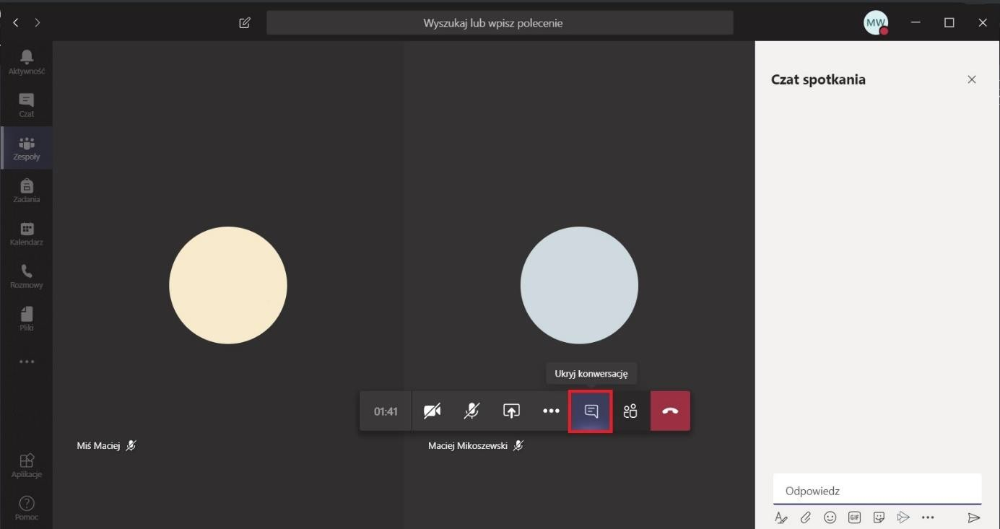 Wyszukaj lub wpisz polecenie
MW
Aktywność
Czat
Zespoły
Zadania
Kalendarz
Rozmowy
Pliki
Aplikacje
Pomoc
Ukryj konwersację
01:41
Miś Maciej
Maciej Mikoszewski
Czat spotkania
Odpowiedz
GIF